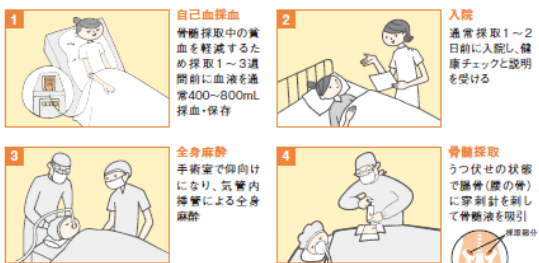 1
自己血採血
骨髄採取中の貧
血を軽減するた
め採取1〜3週
間前に血液を通
常400〜800mL
採血・保存
2
入院
通常採取1〜2
日前に入院し、健
康チェックと説明
を受ける
3
全身麻酔
手術室で仰向け
になり、気管内
挿管による全身
麻酔
4
骨髄採取
うつ伏せの状態
で腸骨(腰の骨)
に穿刺針を刺し
て骨髄液を吸引
採取部分